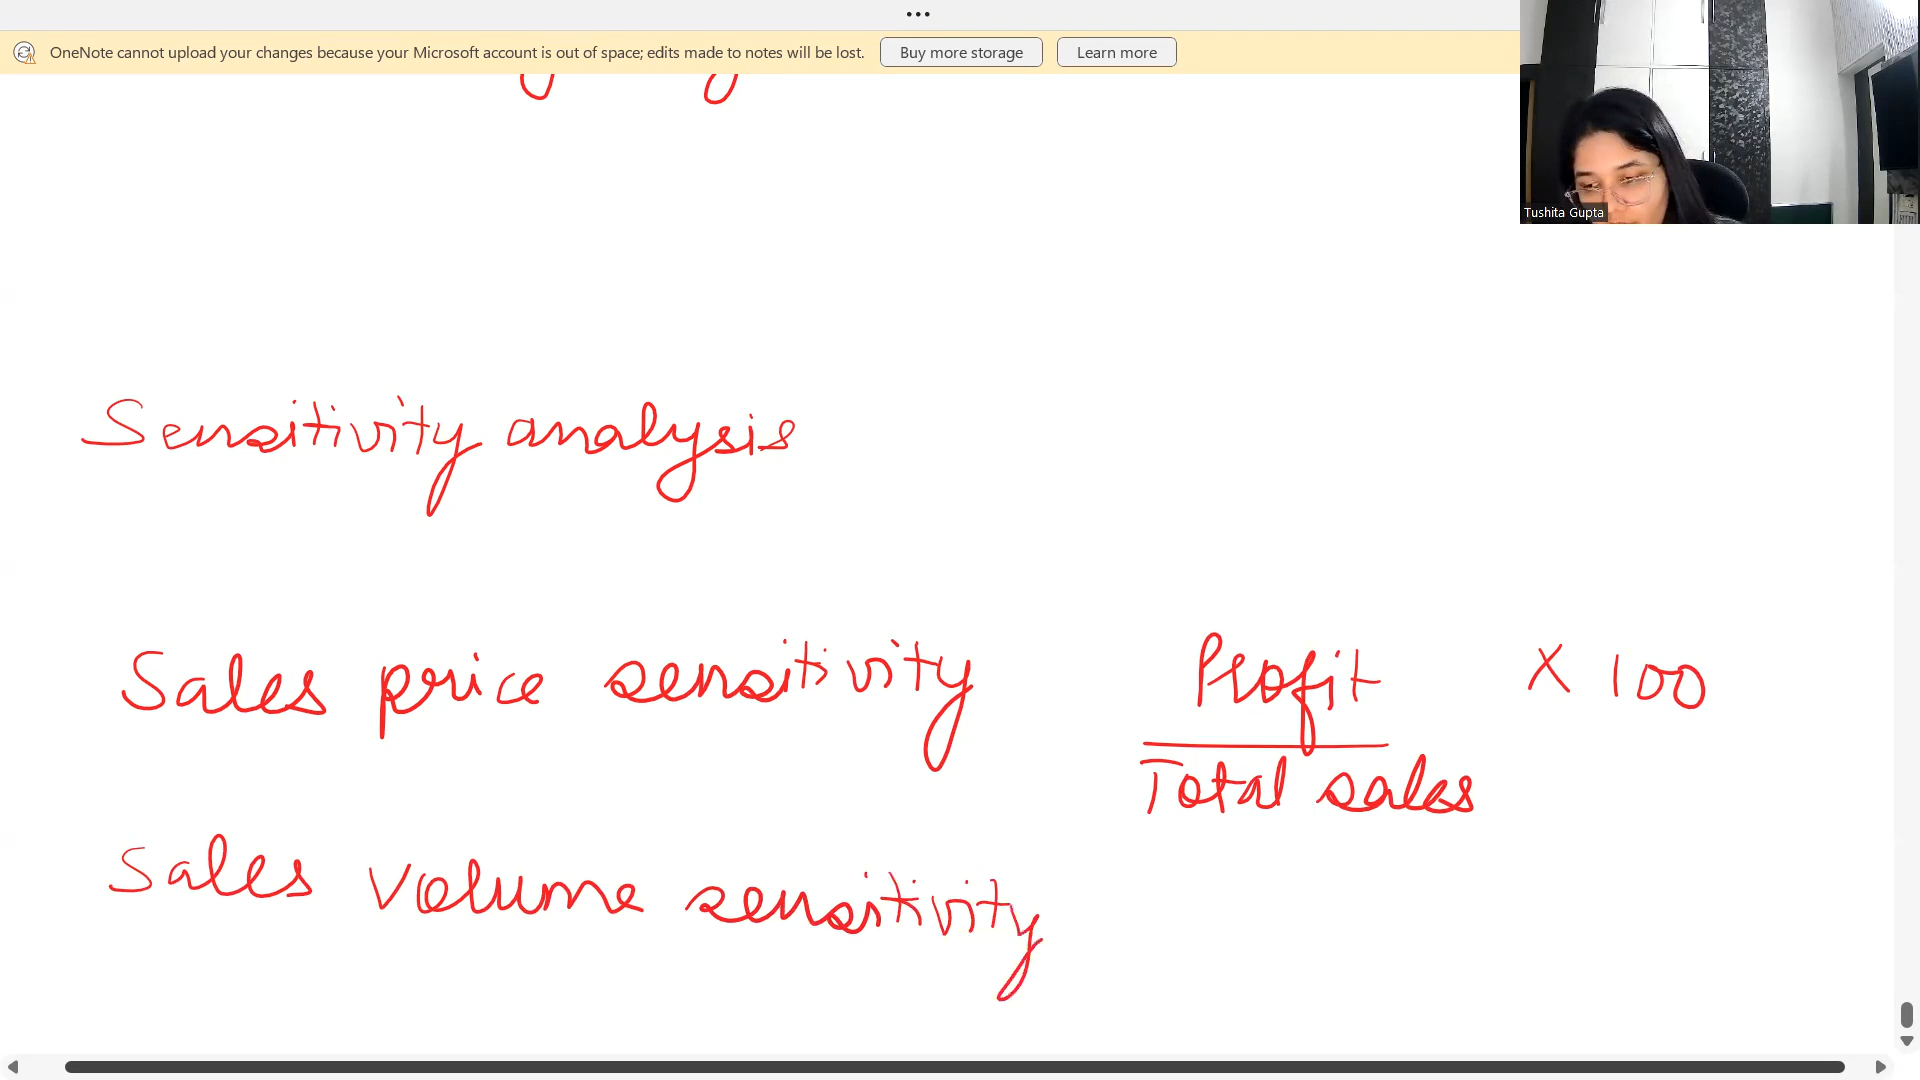 •••
OneNote cannot upload your changes because your Microsoft account is out of space; edits made to notes will be lost. Buy more storage Learn more
Tushita Gupta
Sensitivity analysis
Sales price sensitivity Profit X 100
Total sales
Sales volume sensitivity